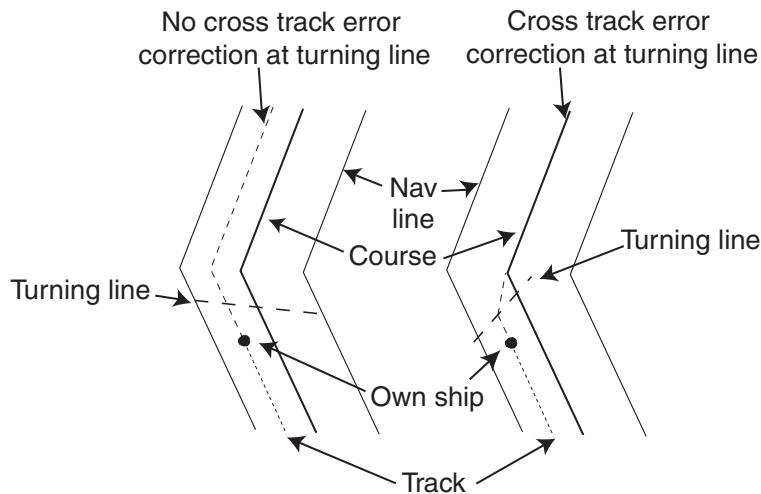 No cross track error
correction at turning line
Cross track error
correction at turning line
Nav
line
Course
Turning line
Turning line
Own ship
Track